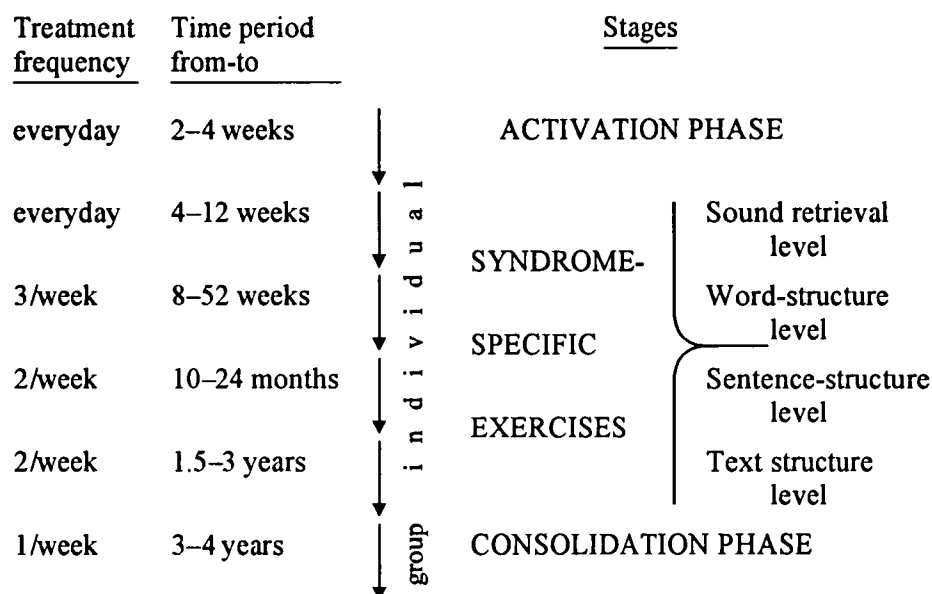 Treatment frequency Time period from-to Stages
everyday 2–4 weeks ACTIVATION PHASE
everyday 4–12 weeks Sound retrieval level
SYNDROME-
3/week 8–52 weeks Word-structure level
SPECIFIC
2/week 10–24 months Sentence-structure level
EXERCISES
2/week 1.5–3 years Text structure level
1/week 3–4 years CONSOLIDATION PHASE
individual
group